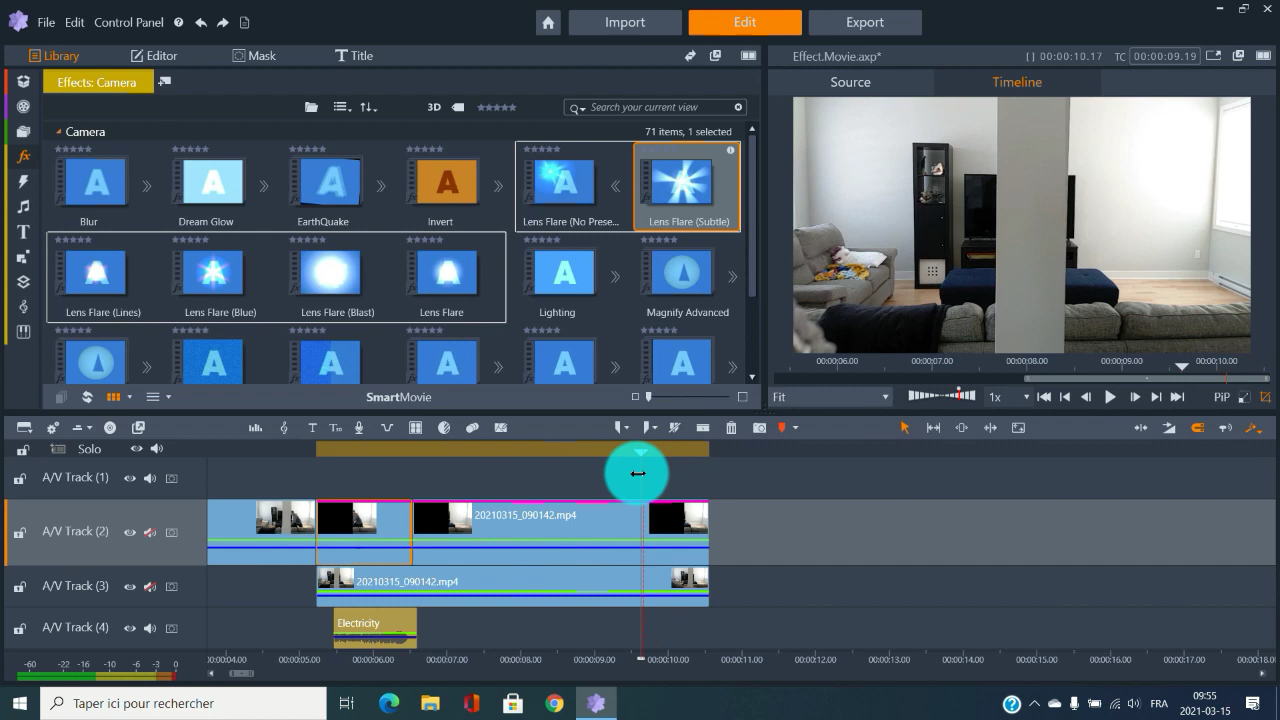 File Edit Control Panel
Import Edit Export
Library Editor Mask Title
Effect.Movie.axp* [ ] 00:00:10.17 TC 00:00:09.19
Effects: Camera
Source Timeline
3D Search your current view
Camera 71 items, 1 selected
Blur Dream Glow EarthQuake Invert Lens Flare (No Prese... Lens Flare (Subtle)
Lens Flare (Lines) Lens Flare (Blue) Lens Flare (Blast) Lens Flare Lighting Magnify Advanced
00:00:06.00 00:00:07.00 00:00:08.00 00:00:09.00 00:00:10.00
SmartMovie Fit 1x PiP
Solo
A/V Track (1)
A/V Track (2) 20210315_090142.mp4
A/V Track (3) 20210315_090142.mp4
A/V Track (4) Electricity
-60 -22 -16 -10 -6 -3 0 00:00:04.00 00:00:05.00 00:00:06.00 00:00:07.00 00:00:08.00 00:00:09.00 00:00:10.00 00:00:11.00 00:00:12.00 00:00:13.00 00:00:14.00 00:00:15.00 00:00:16.00 00:00:17.00 00:00:18.0
Taper ici pour rechercher FRA 09:55
2021-03-15